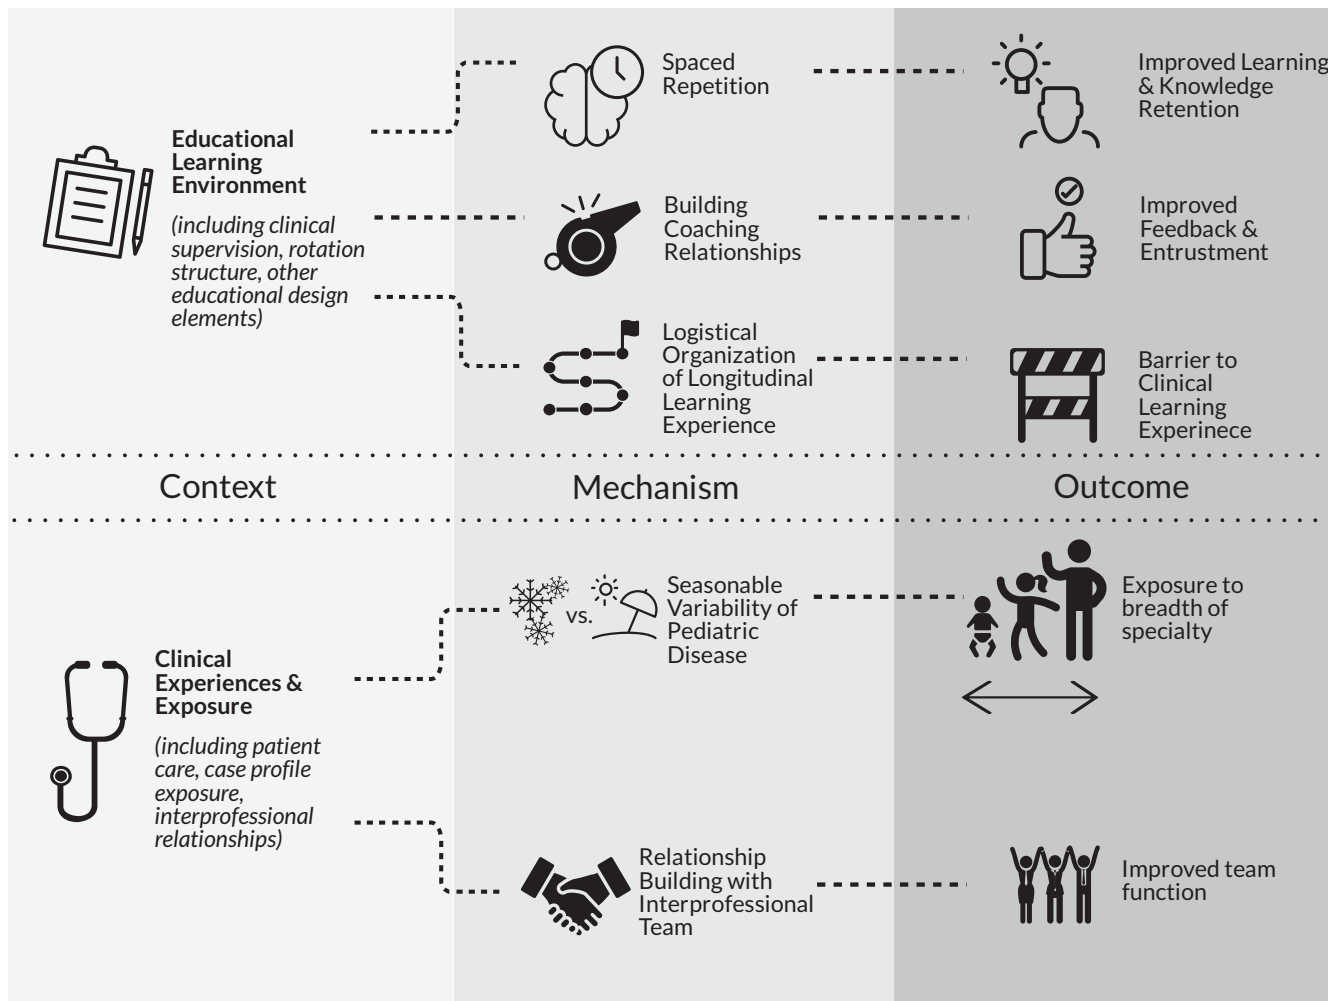 Educational
Learning
Environment
(including clinical
supervision, rotation
structure, other
educational design
elements)
Spaced
Repetition
Improved Learning
& Knowledge
Retention
Building
Coaching
Relationships
Improved
Feedback &
Entrustment
Logistical
Organization
of Longitudinal
Learning
Experience
Barrier to
Clinical
Learning
Experinece
Context
Mechanism
Outcome
Clinical
Experiences &
Exposure
(including patient
care, case profile
exposure,
interprofessional
relationships)
vs.
Seasonable
Variability of
Pediatric
Disease
Exposure to
breadth of
specialty
Relationship
Building with
Interprofessional
Team
Improved team
function